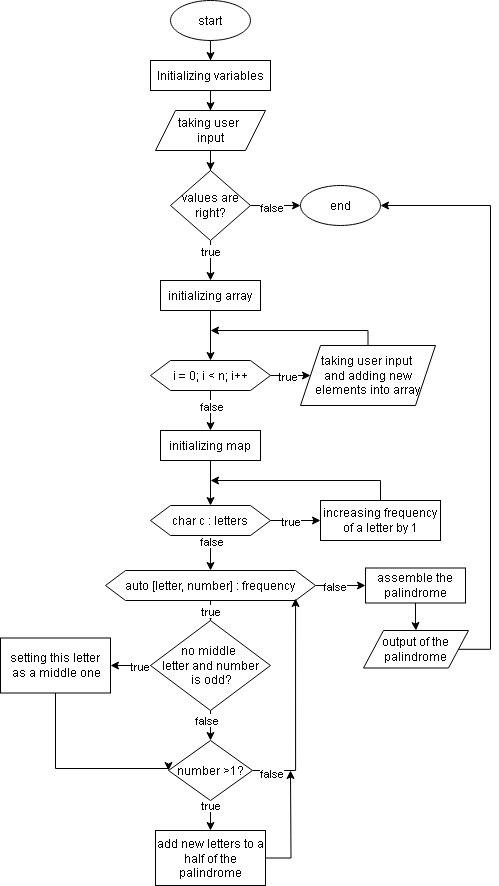 start
Initializing variables
taking user
input
values are
right?
false
end
true
initializing array
i = 0; i < n; i++
true
taking user input
and adding new
elements into array
false
initializing map
char c : letters
true
increasing frequency
of a letter by 1
false
auto [letter, number] : frequency
false
assemble the
palindrome
true
output of the
palindrome
no middle
letter and number
is odd?
true
setting this letter
as a middle one
false
number >1?
false
true
add new letters to a
half of the
palindrome